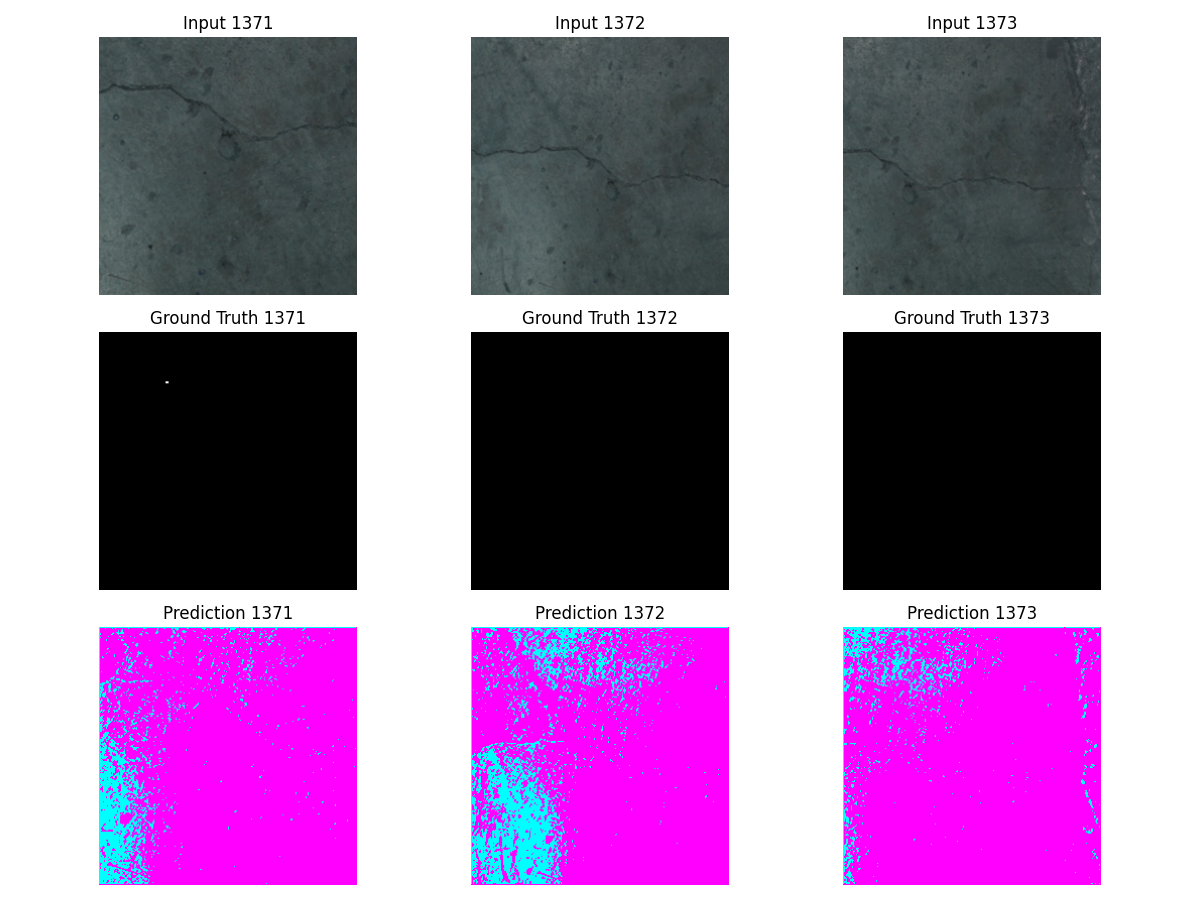 Input 1371
Input 1372
Input 1373
Ground Truth 1371
Ground Truth 1372
Ground Truth 1373
Prediction 1371
Prediction 1372
Prediction 1373